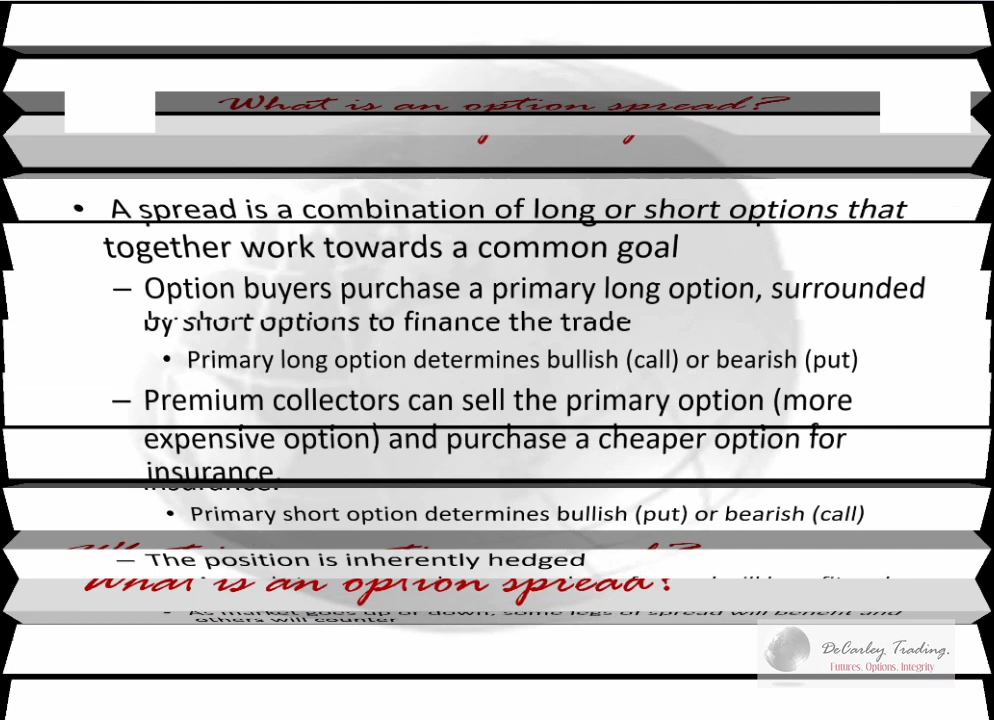 What is an option spread?
• A spread is a combination of long or short options that
together work towards a common goal
– Option buyers purchase a primary long option, surrounded
by short options to finance the trade
• Primary long option determines bullish (call) or bearish (put)
– Premium collectors can sell the primary option (more
expensive option) and purchase a cheaper option for
insurance.
• Primary short option determines bullish (put) or bearish (call)
– The position is inherently hedged
What is an option spread?
• As market goes up or down, some legs of spread will benefit and
others will counter
DeCarley Trading.
Futures, Options, Integrity